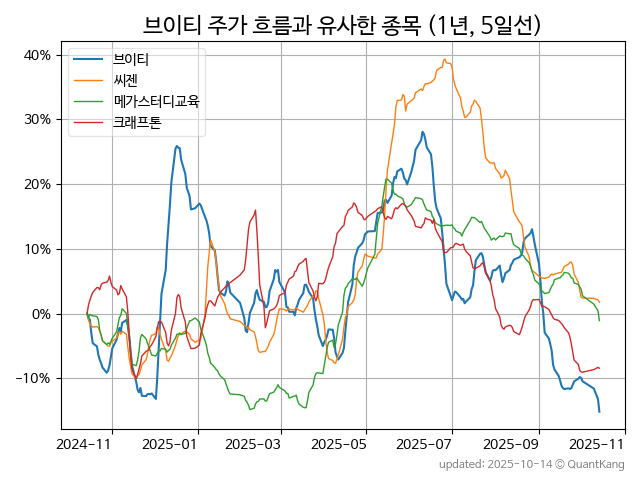 브이티 주가 흐름과 유사한 종목 (1년, 5일선)
브이티
씨젠
메가스터디교육
크래프톤
40%
30%
20%
10%
0%
−10%
2024-11 2025-01 2025-03 2025-05 2025-07 2025-09 2025-11
updated: 2025-10-14 © QuantKang